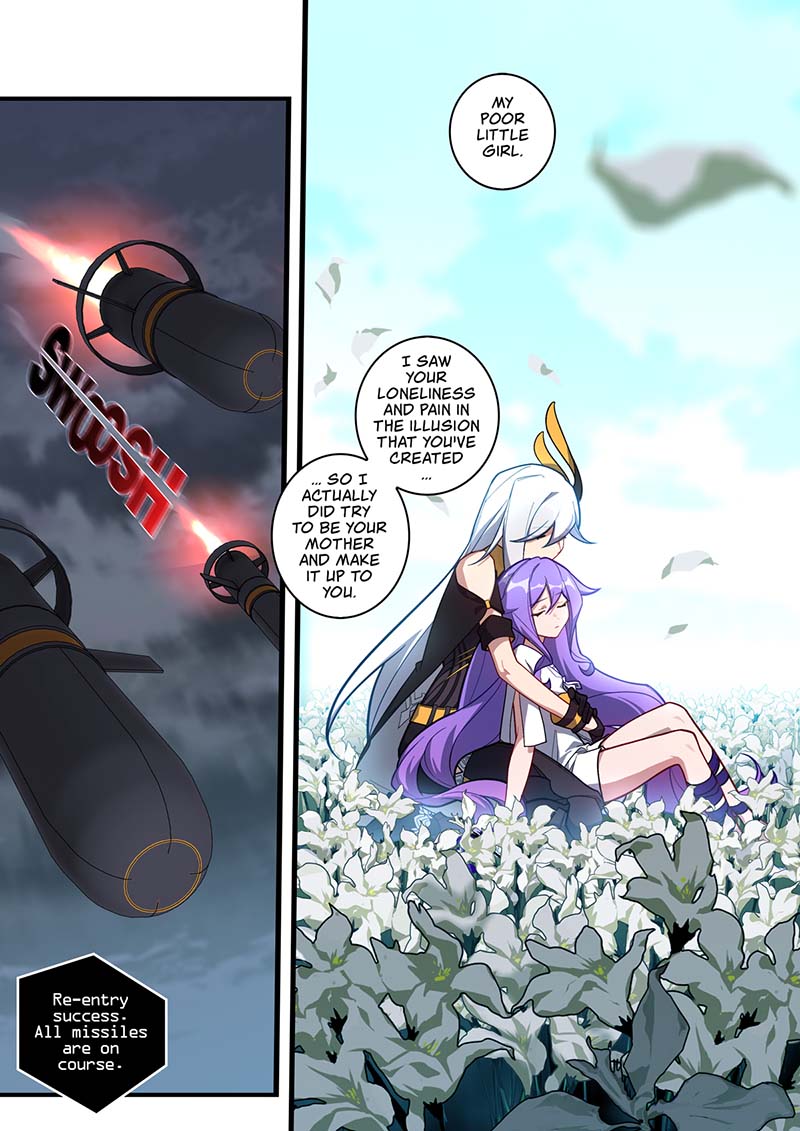 MY
POOR
LITTLE
GIRL.
I SAW
YOUR
LONELINESS
AND PAIN IN
THE ILLUSION
THAT YOU'VE
CREATED
...
... SO I
ACTUALLY
DID TRY
TO BE YOUR
MOTHER
AND MAKE
IT UP TO
YOU.
SWOOSH
Re-entry
success.
All missiles
are on
course.